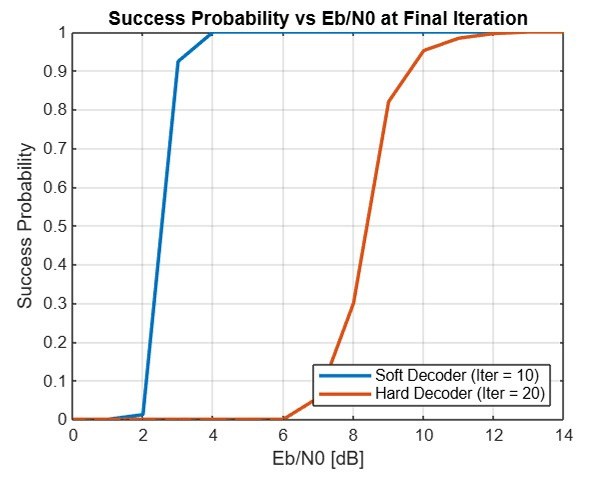 Success Probability vs Eb/N0 at Final Iteration
Success Probability
1
0.9
0.8
0.7
0.6
0.5
0.4
0.3
0.2
0.1
0
Soft Decoder (Iter = 10)
Hard Decoder (Iter = 20)
0 2 4 6 8 10 12 14
Eb/N0 [dB]